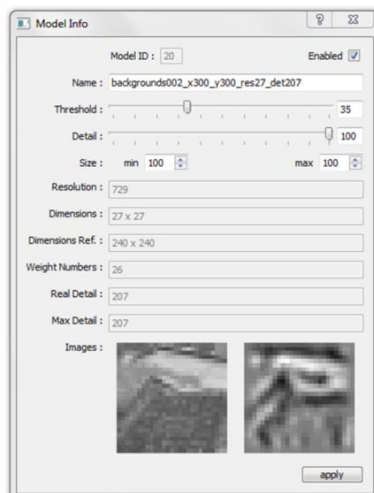 Model Info
Model ID : 20 Enabled
Name : backgrounds002_x300_y300_res27_det207
Threshold : 35
Detail : 100
Size : min 100 max 100
Resolution : 729
Dimensions : 27 x 27
Dimensions Ref. : 240 x 240
Weight Numbers : 26
Real Detail : 207
Max Detail : 207
Images :
apply